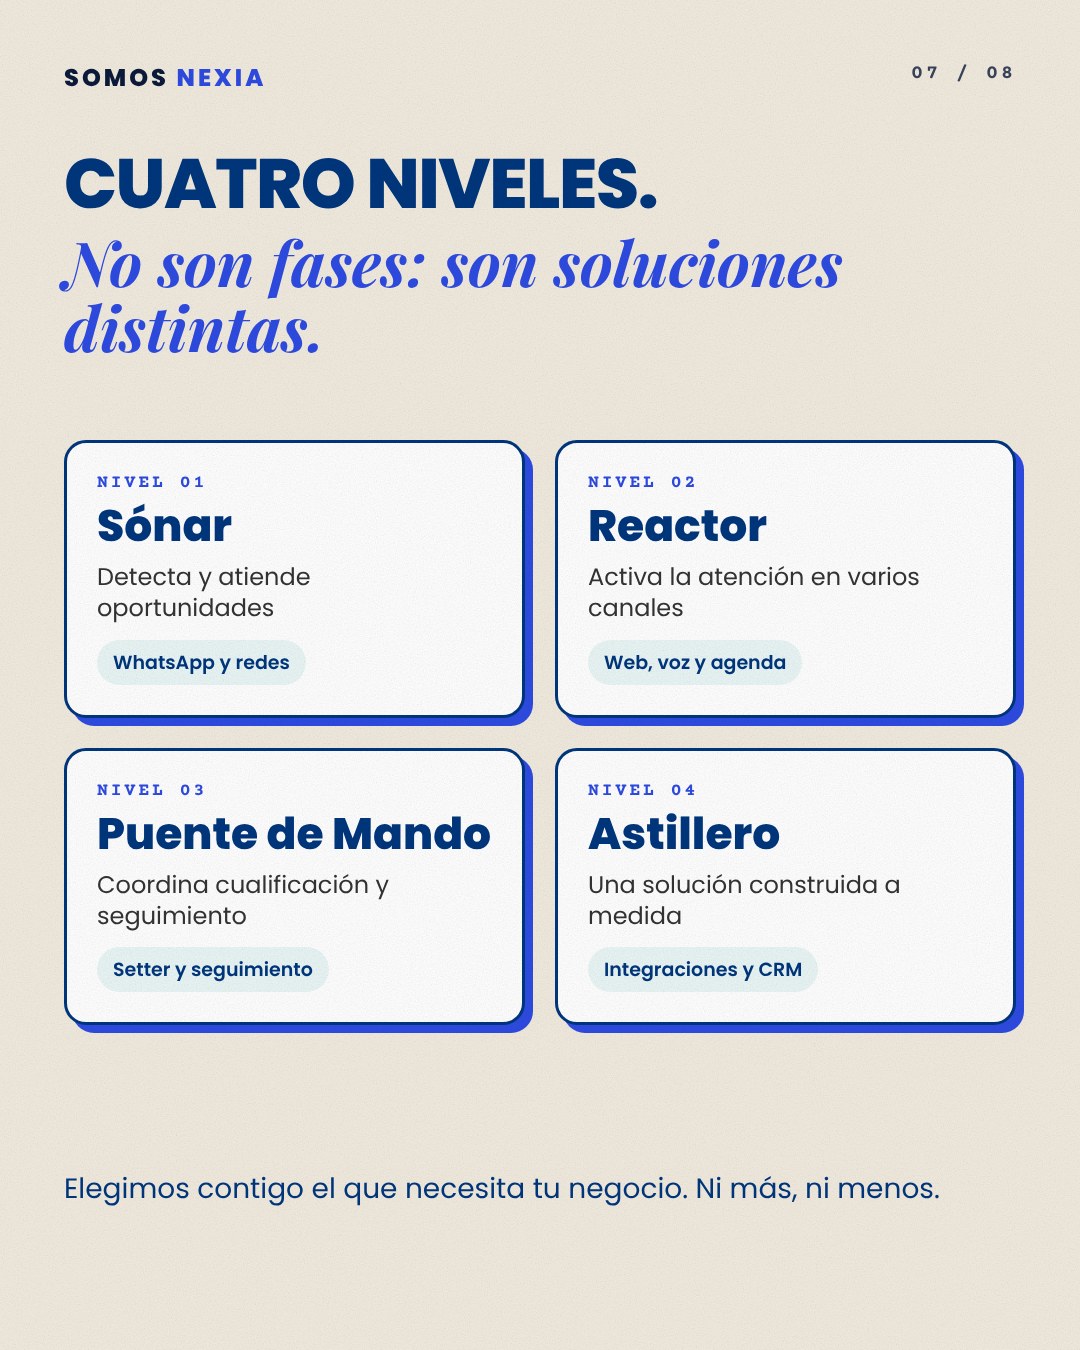 SOMOS NEXIA
07 / 08
CUATRO NIVELES.
No son fases: son soluciones
distintas.
NIVEL 01
Sónar
Detecta y atiende
oportunidades
WhatsApp y redes
NIVEL 02
Reactor
Activa la atención en varios
canales
Web, voz y agenda
NIVEL 03
Puente de Mando
Coordina cualificación y
seguimiento
Setter y seguimiento
NIVEL 04
Astillero
Una solución construida a
medida
Integraciones y CRM
Elegimos contigo el que necesita tu negocio. Ni más, ni menos.